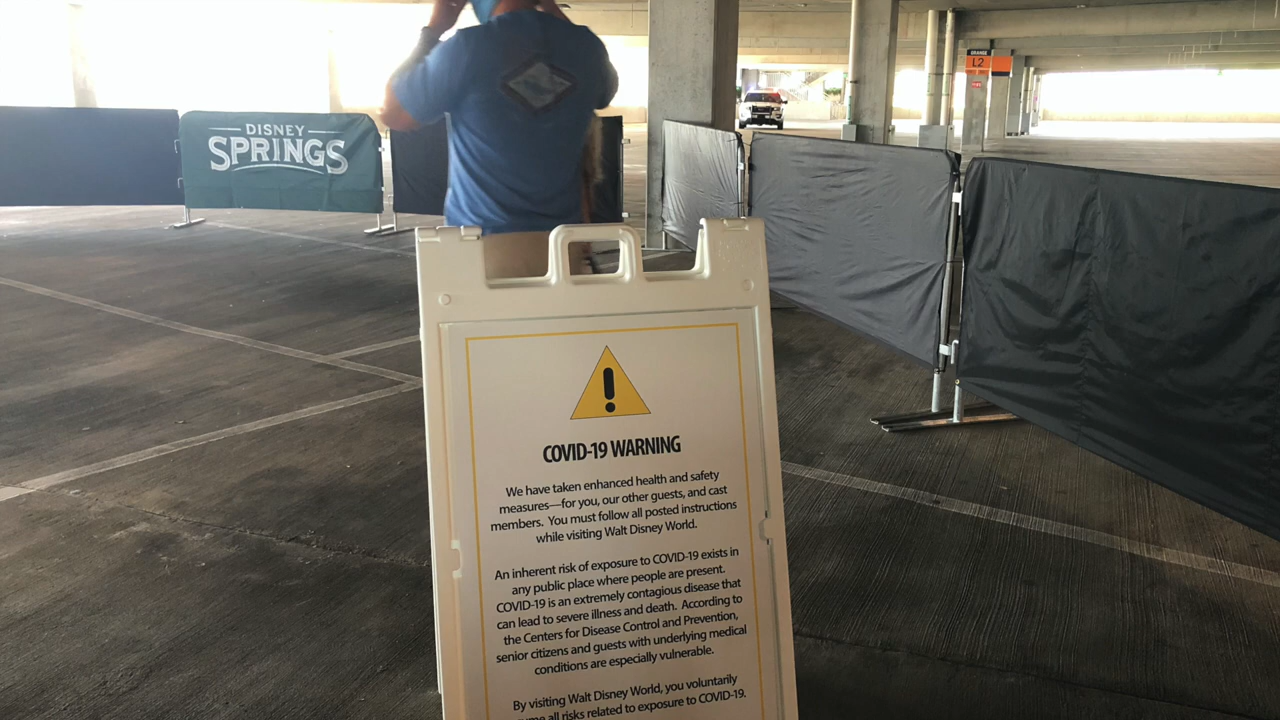 DISNEY
SPRINGS
ORANGE
L2
COVID-19 WARNING
We have taken enhanced health and safety
measures—for you, our other guests, and cast
members. You must follow all posted instructions
while visiting Walt Disney World.
An inherent risk of exposure to COVID-19 exists in
any public place where people are present.
COVID-19 is an extremely contagious disease that
can lead to severe illness and death. According to
the Centers for Disease Control and Prevention,
senior citizens and guests with underlying medical
conditions are especially vulnerable.
By visiting Walt Disney World, you voluntarily
all risks related to exposure to COVID-19.